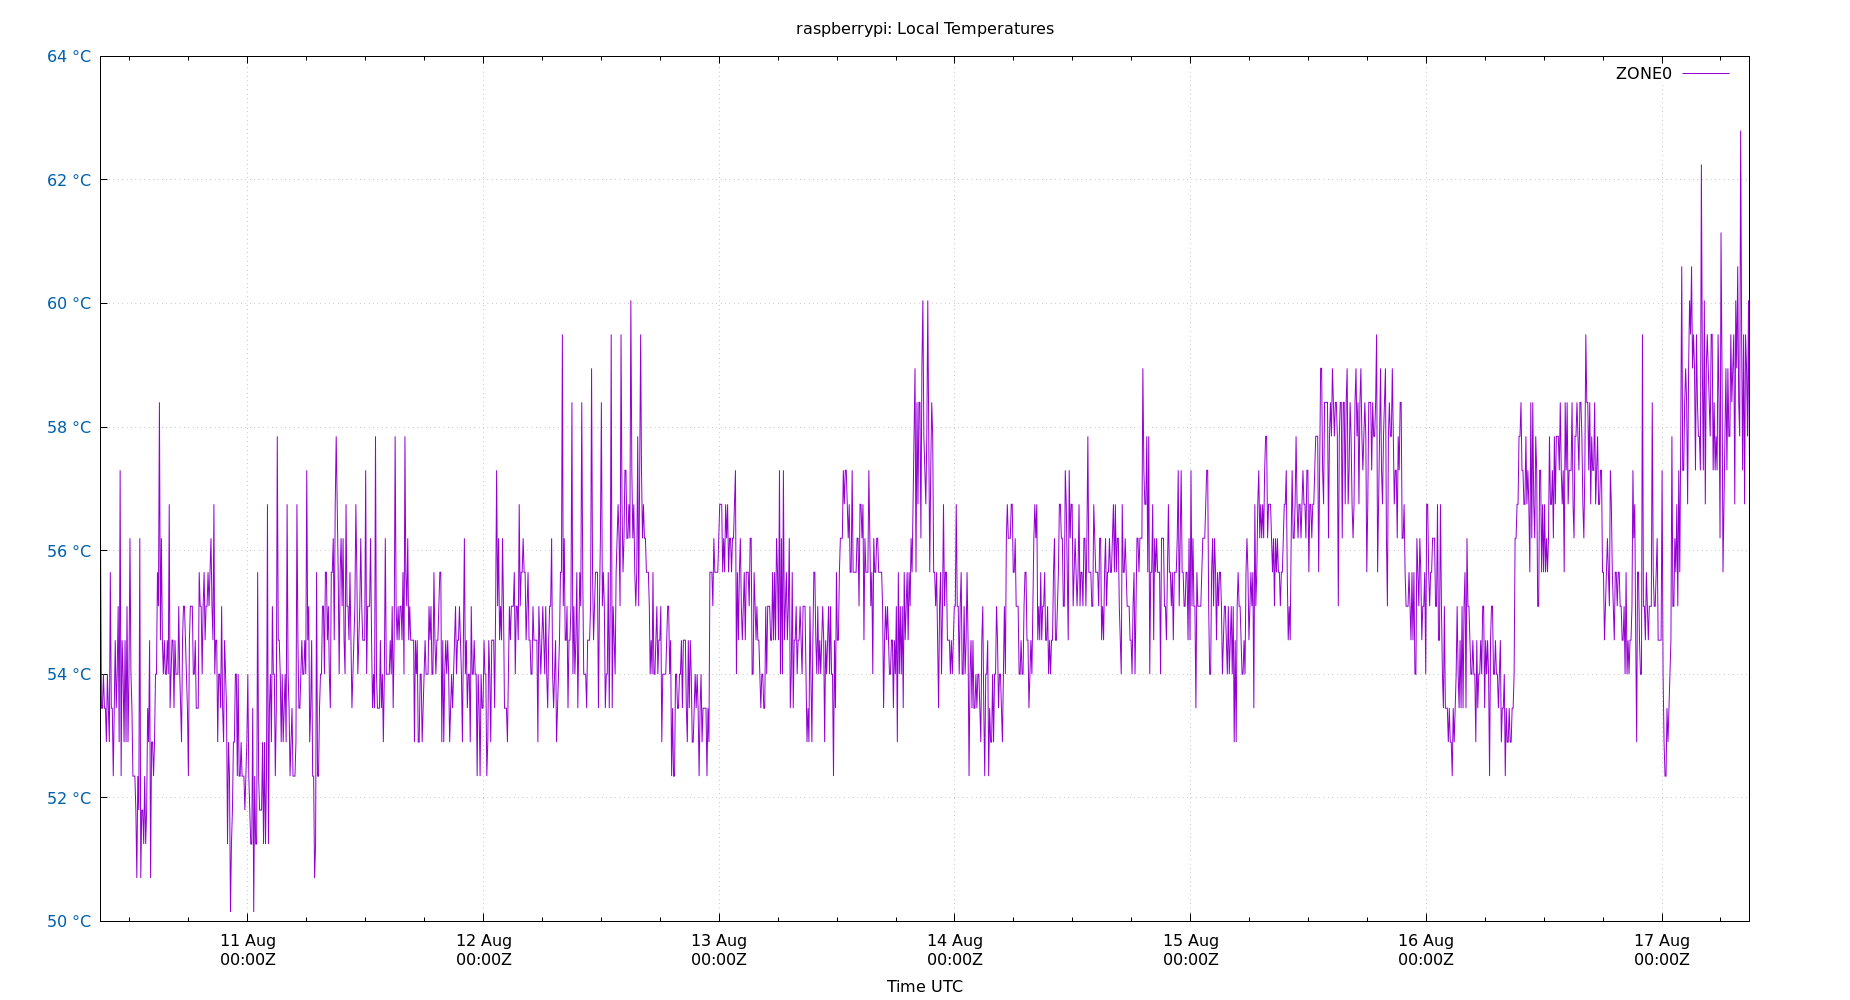 raspberrypi: Local Temperatures
64 °C
ZONE0
62 °C
60 °C
58 °C
56 °C
54 °C
52 °C
50 °C
11 Aug 12 Aug 13 Aug 14 Aug 15 Aug 16 Aug 17 Aug
00:00Z 00:00Z 00:00Z 00:00Z 00:00Z 00:00Z 00:00Z
Time UTC